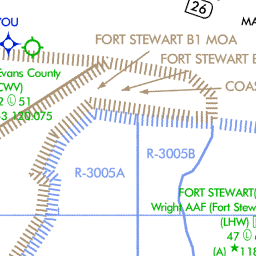 26
YOU
MA
FORT STEWART B1 MOA
FORT STEWART B
Evans County
CWV)
2 L 51
-3 120.075
COAS
R-3005B
R-3005A
FORT STEWART(
Wright AAF (Fort Stew
(LHW)
47 L
(A) ★118